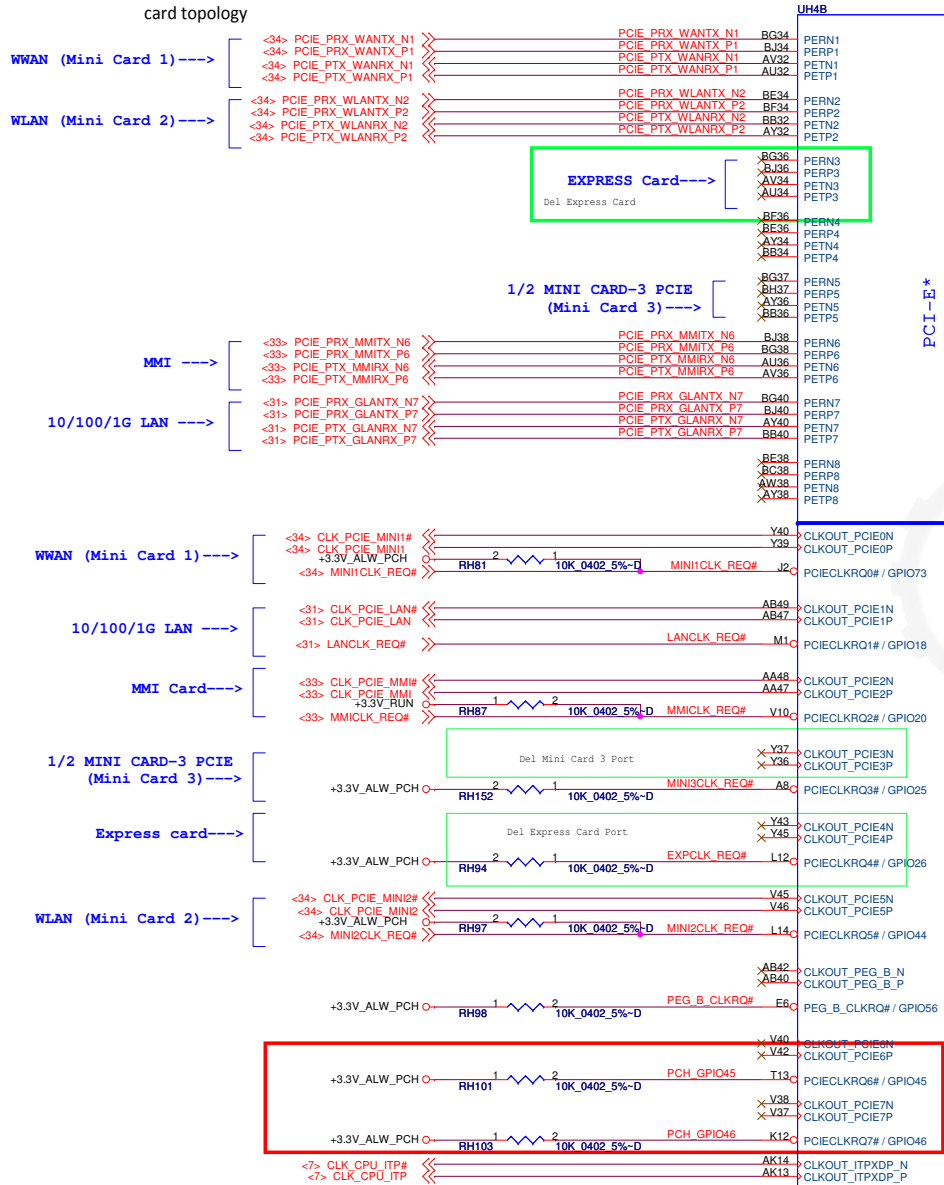 card topology
UH4B
WWAN (Mini Card 1)--->
<34> PCIE_PRX_WANTX_N1 PCIE_PRX_WANTX_N1 BG34 PERN1
<34> PCIE_PRX_WANTX_P1 PCIE_PRX_WANTX_P1 BJ34 PERP1
<34> PCIE_PTX_WANRX_N1 PCIE_PTX_WANRX_N1 AV32 PETN1
<34> PCIE_PTX_WANRX_P1 PCIE_PTX_WANRX_P1 AU32 PETP1
WLAN (Mini Card 2)--->
<34> PCIE_PRX_WLANTX_N2 PCIE_PRX_WLANTX_N2 BE34 PERN2
<34> PCIE_PRX_WLANTX_P2 PCIE_PRX_WLANTX_P2 BF34 PERP2
<34> PCIE_PTX_WLANRX_N2 PCIE_PTX_WLANRX_N2 BB32 PETN2
<34> PCIE_PTX_WLANRX_P2 PCIE_PTX_WLANRX_P2 AY32 PETP2
EXPRESS Card--->
Del Express Card
BG36 PERN3
BJ36 PERP3
AV34 PETN3
AU34 PETP3
BF36 PERN4
BE36 PERP4
AY34 PETN4
BB34 PETP4
1/2 MINI CARD-3 PCIE
(Mini Card 3)--->
BG37 PERN5
BH37 PERP5
AY36 PETN5
BB36 PETP5
PCI-E*
MMI --->
<33> PCIE_PRX_MMITX_N6 PCIE_PRX_MMITX_N6 BJ38 PERN6
<33> PCIE_PRX_MMITX_P6 PCIE_PRX_MMITX_P6 BG38 PERP6
<33> PCIE_PTX_MMIRX_N6 PCIE_PTX_MMIRX_N6 AU36 PETN6
<33> PCIE_PTX_MMIRX_P6 PCIE_PTX_MMIRX_P6 AV36 PETP6
10/100/1G LAN --->
<31> PCIE_PRX_GLANTX_N7 PCIE_PRX_GLANTX_N7 BG40 PERN7
<31> PCIE_PRX_GLANTX_P7 PCIE_PRX_GLANTX_P7 BJ40 PERP7
<31> PCIE_PTX_GLANRX_N7 PCIE_PTX_GLANRX_N7 AY40 PETN7
<31> PCIE_PTX_GLANRX_P7 PCIE_PTX_GLANRX_P7 BB40 PETP7
BE38 PERN8
BC38 PERP8
AW38 PETN8
AY38 PETP8
WWAN (Mini Card 1)--->
<34> CLK_PCIE_MINI1# Y40 CLKOUT_PCIE0N
<34> CLK_PCIE_MINI1 Y39 CLKOUT_PCIE0P
+3.3V_ALW_PCH 2 1
RH81 10K_0402_5%~D
<34> MINI1CLK_REQ# MINI1CLK_REQ# J2 PCIECLKRQ0# / GPIO73
10/100/1G LAN --->
<31> CLK_PCIE_LAN# AB49 CLKOUT_PCIE1N
<31> CLK_PCIE_LAN AB47 CLKOUT_PCIE1P
<31> LANCLK_REQ# LANCLK_REQ# M1 PCIECLKRQ1# / GPIO18
MMI Card--->
<33> CLK_PCIE_MMI# AA48 CLKOUT_PCIE2N
<33> CLK_PCIE_MMI AA47 CLKOUT_PCIE2P
+3.3V_RUN 1 2
RH87 10K_0402_5%~D
<33> MMICLK_REQ# MMICLK_REQ# V10 PCIECLKRQ2# / GPIO20
1/2 MINI CARD-3 PCIE
(Mini Card 3)--->
Del Mini Card 3 Port
Y37 CLKOUT_PCIE3N
Y36 CLKOUT_PCIE3P
+3.3V_ALW_PCH 2 1 MINI3CLK_REQ# A8 PCIECLKRQ3# / GPIO25
RH152 10K_0402_5%~D
Express card--->
Del Express Card Port
Y43 CLKOUT_PCIE4N
Y45 CLKOUT_PCIE4P
+3.3V_ALW_PCH 2 1 EXPCLK_REQ# L12 PCIECLKRQ4# / GPIO26
RH94 10K_0402_5%~D
WLAN (Mini Card 2)--->
<34> CLK_PCIE_MINI2# V45 CLKOUT_PCIE5N
<34> CLK_PCIE_MINI2 V46 CLKOUT_PCIE5P
+3.3V_ALW_PCH 2 1
RH97 10K_0402_5%~D
<34> MINI2CLK_REQ# MINI2CLK_REQ# L14 PCIECLKRQ5# / GPIO44
AB42 CLKOUT_PEG_B_N
AB40 CLKOUT_PEG_B_P
+3.3V_ALW_PCH 1 2 PEG_B_CLKRQ# E6 PEG_B_CLKRQ# / GPIO56
RH98 10K_0402_5%~D
V40 CLKOUT_PCIE6N
V42 CLKOUT_PCIE6P
+3.3V_ALW_PCH 1 2 PCH_GPIO45 T13 PCIECLKRQ6# / GPIO45
RH101 10K_0402_5%~D
V38 CLKOUT_PCIE7N
V37 CLKOUT_PCIE7P
+3.3V_ALW_PCH 1 2 PCH_GPIO46 K12 PCIECLKRQ7# / GPIO46
RH103 10K_0402_5%~D
<7> CLK_CPU_ITP# AK14 CLKOUT_ITPXDP_N
<7> CLK_CPU_ITP AK13 CLKOUT_ITPXDP_P